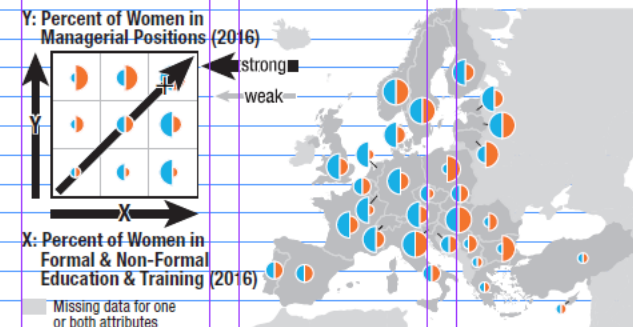 Y: Percent of Women in
Managerial Positions (2016)
strong
weak
Y
X
X: Percent of Women in
Formal & Non-Formal
Education & Training (2016)
Missing data for one
or both attributes